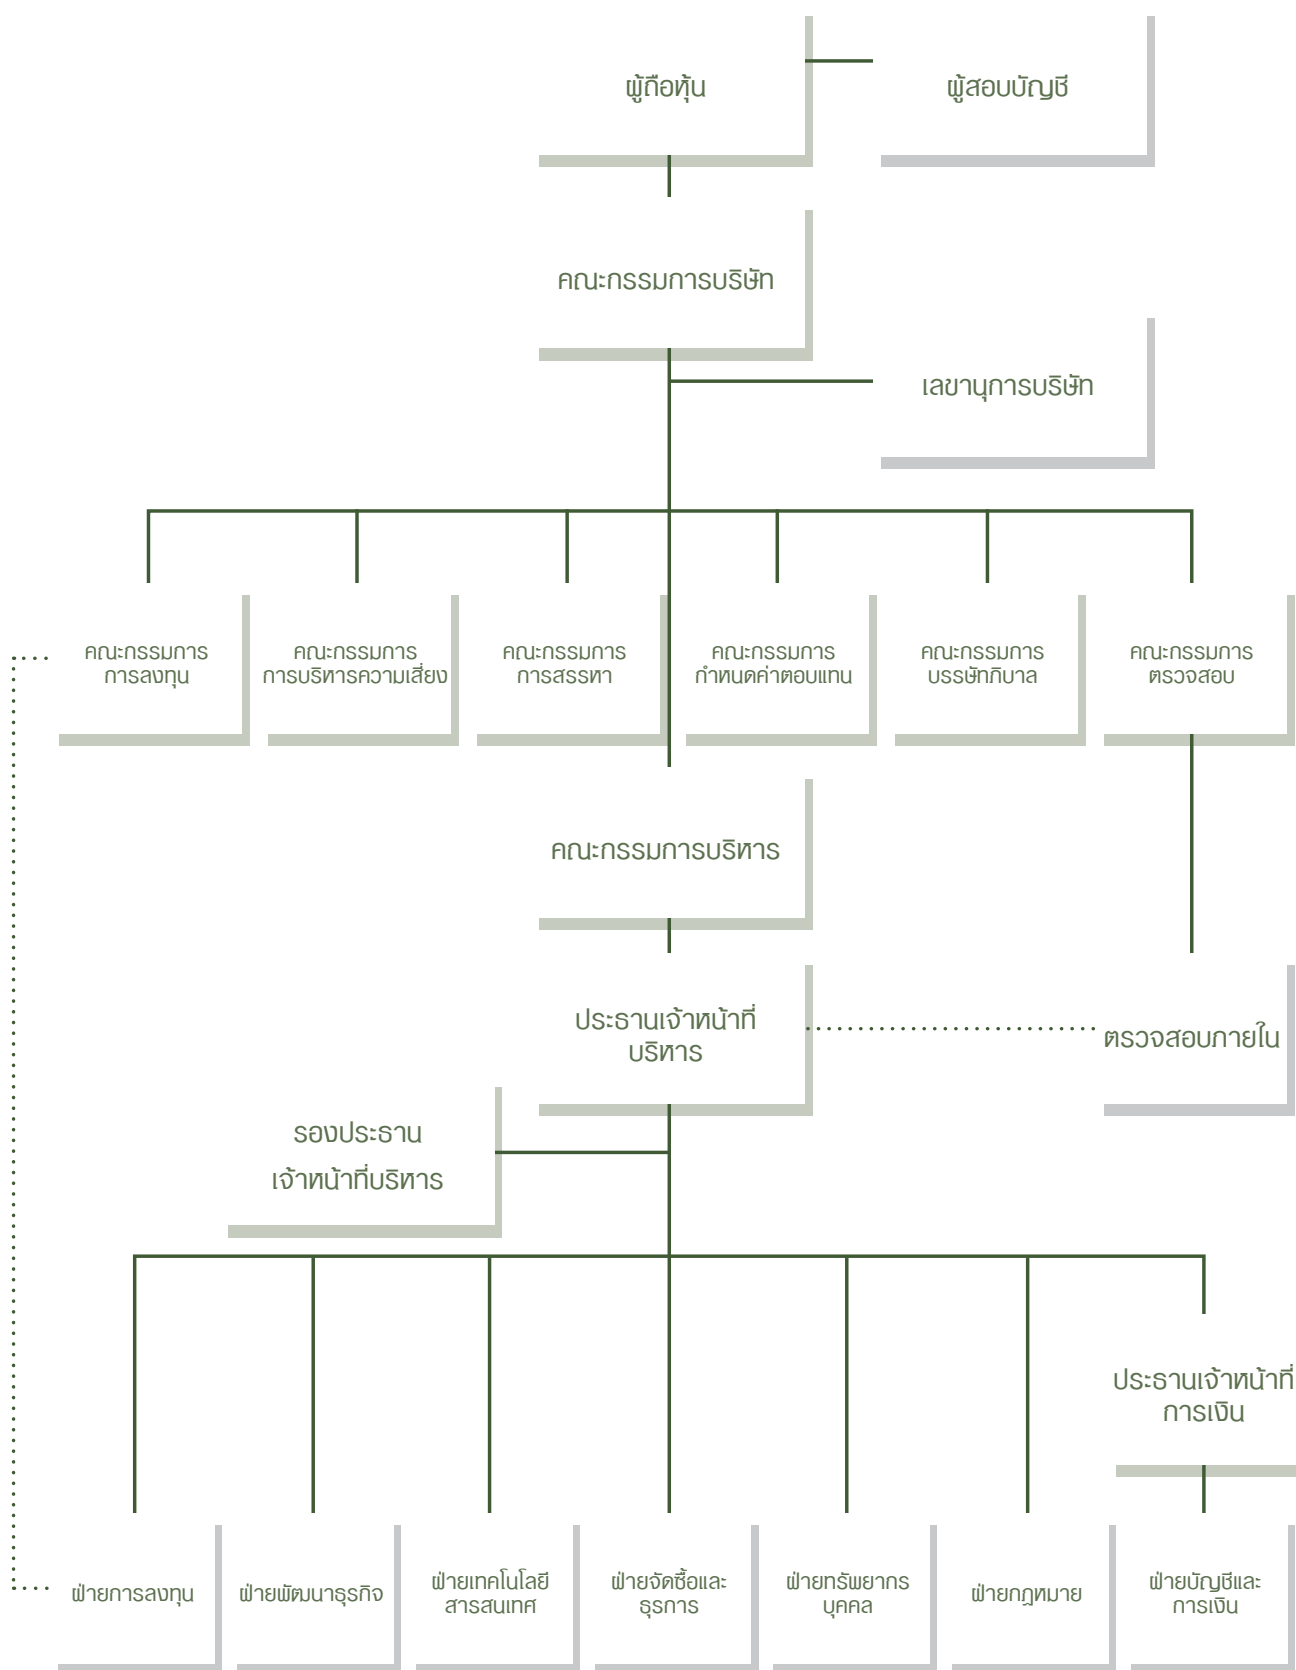 ผู้ถือหุ้น
ผู้สอบบัญชี
คณะกรรมการบริษัท
เลขานุการบริษัท
คณะกรรมการ
การลงทุน
คณะกรรมการ
การบริหารความเสี่ยง
คณะกรรมการ
การสรรหา
คณะกรรมการ
กำหนดค่าตอบแทน
คณะกรรมการ
บรรษัทภิบาล
คณะกรรมการ
ตรวจสอบ
คณะกรรมการบริหาร
ประธานเจ้าหน้าที่
บริหาร
ตรวจสอบภายใน
รองประธาน
เจ้าหน้าที่บริหาร
ประธานเจ้าหน้าที่
การเงิน
ฝ่ายการลงทุน
ฝ่ายพัฒนาธุรกิจ
ฝ่ายเทคโนโลยี
สารสนเทศ
ฝ่ายจัดซื้อและ
ธุรการ
ฝ่ายทรัพยากร
บุคคล
ฝ่ายกฎหมาย
ฝ่ายบัญชีและ
การเงิน